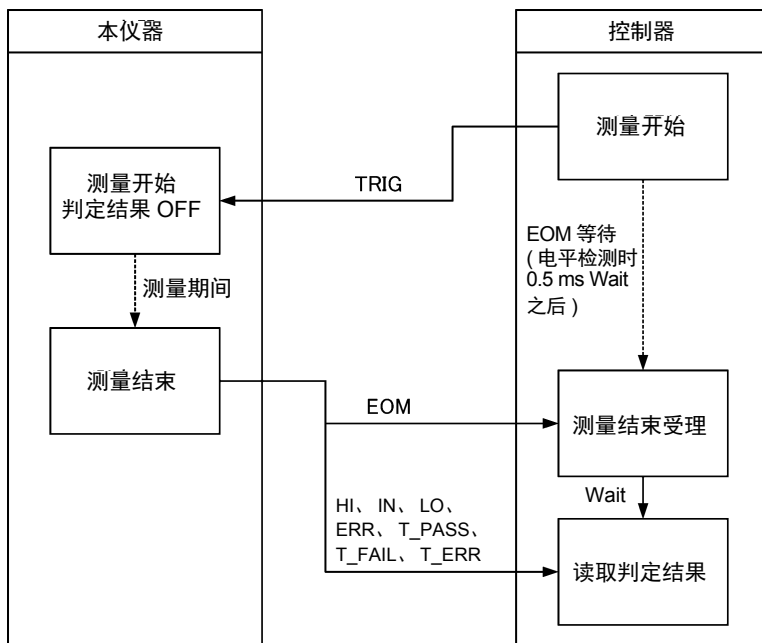 本仪器
控制器
测量开始
测量开始
判定结果 OFF
TRIG
EOM 等待
( 电平检测时
0.5 ms Wait
之后 )
测量期间
测量结束
EOM
测量结束受理
Wait
HI、 IN、 LO、
ERR、 T_PASS、
T_FAIL、 T_ERR
读取判定结果